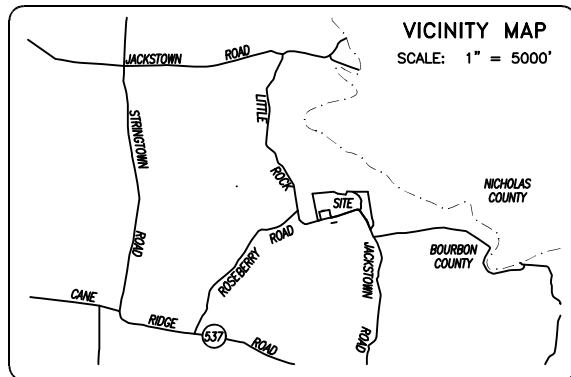 VICINITY MAP
SCALE: 1" = 5000'
JACKSTOWN ROAD
STRINGTOWN ROAD
LITTLE ROCK
SITE
NICHOLAS
COUNTY
ROSEBERRY ROAD
JACKSTOWN ROAD
BOURBON
COUNTY
CANE RIDGE ROAD
537